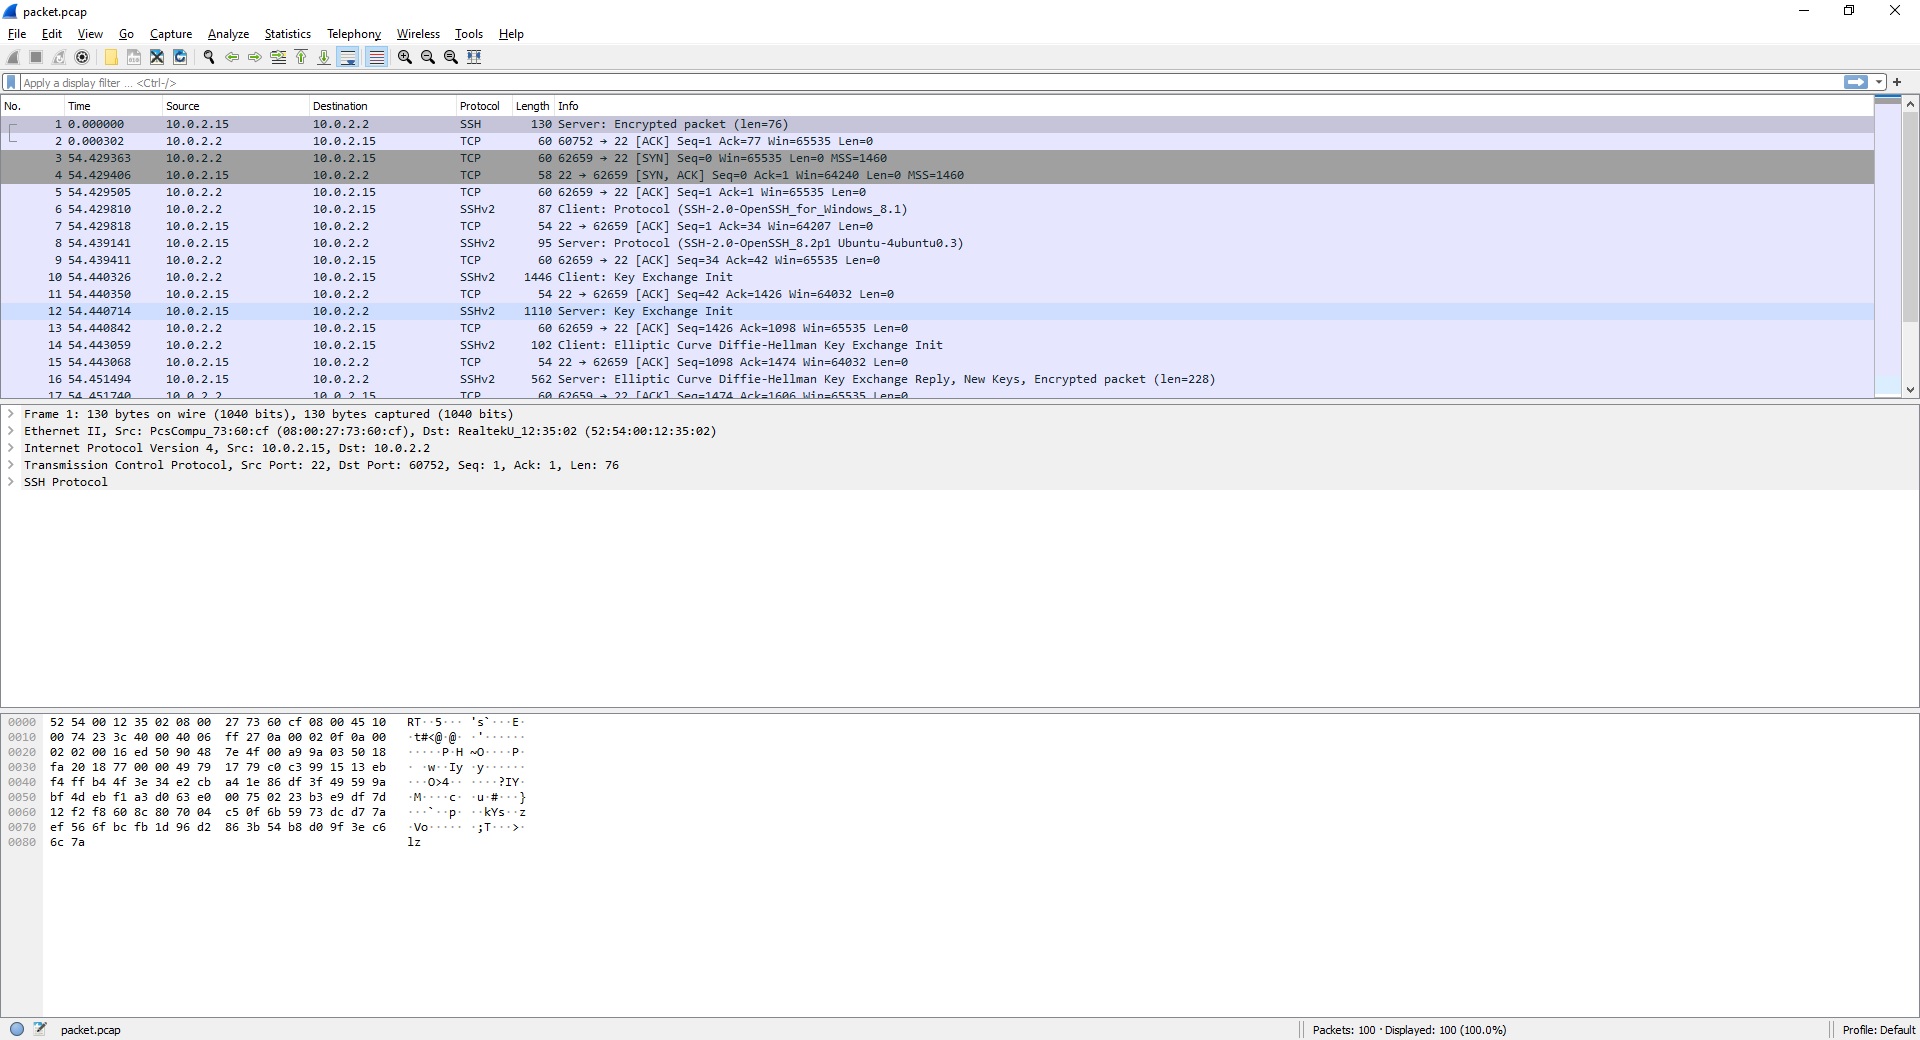 packet.pcap
File Edit View Go Capture Analyze Statistics Telephony Wireless Tools Help
Apply a display filter ... <Ctrl-/>
No. Time Source Destination Protocol Length Info
1 0.000000 10.0.2.15 10.0.2.2 SSH 130 Server: Encrypted packet (len=76)
2 0.000302 10.0.2.2 10.0.2.15 TCP 60 60752 → 22 [ACK] Seq=1 Ack=77 Win=65535 Len=0
3 54.429363 10.0.2.2 10.0.2.15 TCP 60 62659 → 22 [SYN] Seq=0 Win=65535 Len=0 MSS=1460
4 54.429406 10.0.2.15 10.0.2.2 TCP 58 22 → 62659 [SYN, ACK] Seq=0 Ack=1 Win=64240 Len=0 MSS=1460
5 54.429505 10.0.2.2 10.0.2.15 TCP 60 62659 → 22 [ACK] Seq=1 Ack=1 Win=65535 Len=0
6 54.429810 10.0.2.2 10.0.2.15 SSHv2 87 Client: Protocol (SSH-2.0-OpenSSH_for_Windows_8.1)
7 54.429818 10.0.2.15 10.0.2.2 TCP 54 22 → 62659 [ACK] Seq=1 Ack=34 Win=64207 Len=0
8 54.439141 10.0.2.15 10.0.2.2 SSHv2 95 Server: Protocol (SSH-2.0-OpenSSH_8.2p1 Ubuntu-4ubuntu0.3)
9 54.439411 10.0.2.2 10.0.2.15 TCP 60 62659 → 22 [ACK] Seq=34 Ack=42 Win=65535 Len=0
10 54.440326 10.0.2.2 10.0.2.15 SSHv2 1446 Client: Key Exchange Init
11 54.440350 10.0.2.15 10.0.2.2 TCP 54 22 → 62659 [ACK] Seq=42 Ack=1426 Win=64032 Len=0
12 54.440714 10.0.2.15 10.0.2.2 SSHv2 1110 Server: Key Exchange Init
13 54.440842 10.0.2.2 10.0.2.15 TCP 60 62659 → 22 [ACK] Seq=1426 Ack=1098 Win=65535 Len=0
14 54.443059 10.0.2.2 10.0.2.15 SSHv2 102 Client: Elliptic Curve Diffie-Hellman Key Exchange Init
15 54.443068 10.0.2.15 10.0.2.2 TCP 54 22 → 62659 [ACK] Seq=1098 Ack=1474 Win=64032 Len=0
16 54.451494 10.0.2.15 10.0.2.2 SSHv2 562 Server: Elliptic Curve Diffie-Hellman Key Exchange Reply, New Keys, Encrypted packet (len=228)
17 54.451740 10.0.2.2 10.0.2.15 TCP 60 62659 → 22 [ACK] Seq=1474 Ack=1606 Win=65535 Len=0
Frame 1: 130 bytes on wire (1040 bits), 130 bytes captured (1040 bits)
Ethernet II, Src: PcsCompu_73:60:cf (08:00:27:73:60:cf), Dst: RealtekU_12:35:02 (52:54:00:12:35:02)
Internet Protocol Version 4, Src: 10.0.2.15, Dst: 10.0.2.2
Transmission Control Protocol, Src Port: 22, Dst Port: 60752, Seq: 1, Ack: 1, Len: 76
SSH Protocol
0000 52 54 00 12 35 02 08 00 27 73 60 cf 08 00 45 10 RT··5··· 's`···E·
0010 00 74 23 3c 40 00 40 06 ff 27 0a 00 02 0f 0a 00 ·t#<@·@· ·'······
0020 02 02 00 16 ed 50 90 48 7e 4f 00 a9 9a 03 50 18 ·····P·H ~O····P·
0030 fa 20 18 77 00 00 49 79 17 79 c0 c3 99 15 13 eb · ·w··Iy ·y······
0040 f4 ff b4 4f 3e 34 e2 cb a4 1e 86 df 3f 49 59 9a ···O>4·· ····?IY·
0050 bf 4d eb f1 a3 d0 63 e0 00 75 02 23 b3 e9 df 7d ·M····c· ·u·#···}
0060 12 f2 f8 60 8c 80 70 04 c5 0f 6b 59 73 dc d7 7a ···`··p· ··kYs··z
0070 ef 56 6f bc fb 1d 96 d2 86 3b 54 b8 d0 9f 3e c6 ·Vo····· ·;T···>·
0080 6c 7a lz
packet.pcap Packets: 100 · Displayed: 100 (100.0%) Profile: Default